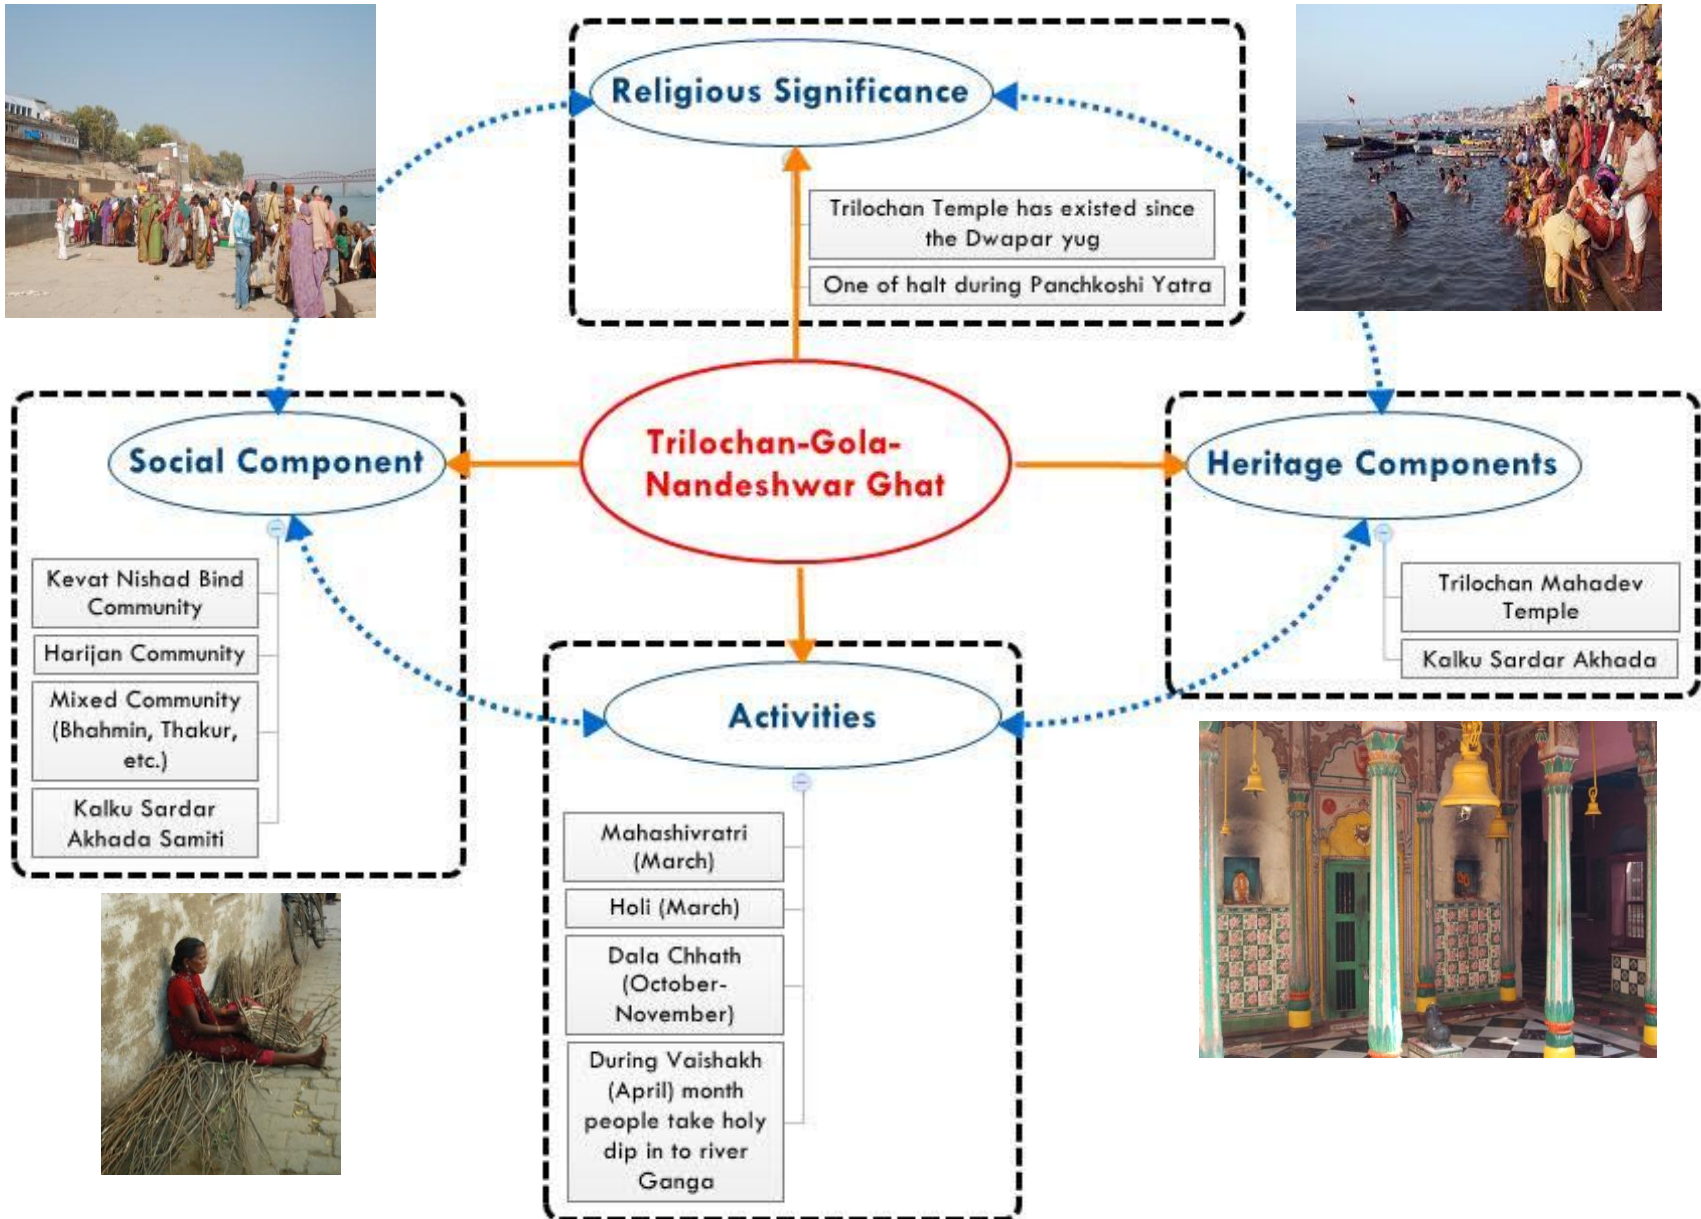 Religious Significance
Trilochan Temple has existed since
the Dwapar yug
One of halt during Panchkoshi Yatra
Trilochan-Gola-
Nandeshwar Ghat
Social Component
Kevat Nishad Bind
Community
Harijan Community
Mixed Community
(Bhahmin, Thakur,
etc.)
Kalku Sardar
Akhada Samiti
Heritage Components
Trilochan Mahadev
Temple
Kalku Sardar Akhada
Activities
Mahashivratri
(March)
Holi (March)
Dala Chhath
(October-
November)
During Vaishakh
(April) month
people take holy
dip in to river
Ganga